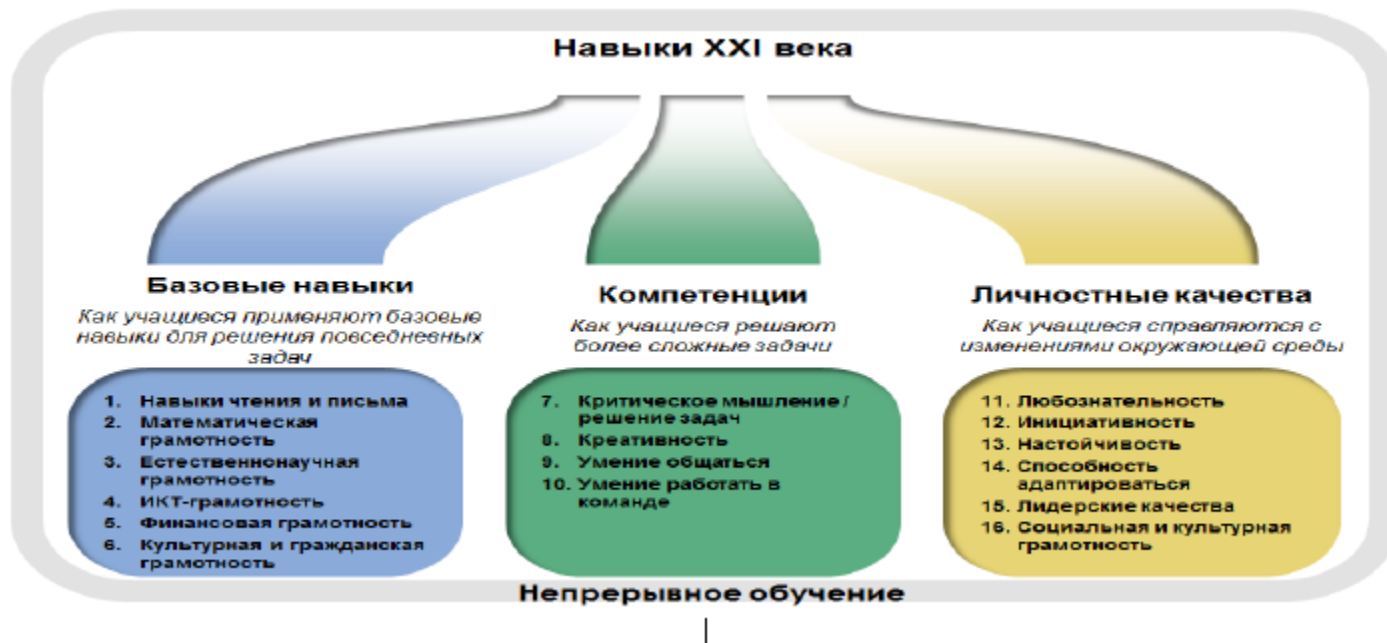 Навыки XXI века
Базовые навыки
Как учащиеся применяют базовые
навыки для решения повседневных
задач
1. Навыки чтения и письма
2. Математическая
грамотность
3. Естественнонаучная
грамотность
4. ИКТ-грамотность
5. Финансовая грамотность
6. Культурная и гражданская
грамотность
Компетенции
Как учащиеся решают
более сложные задачи
7. Критическое мышление /
решение задач
8. Креативность
9. Умение общаться
10. Умение работать в
команде
Личностные качества
Как учащиеся справляются с
изменениями окружающей среды
11. Любознательность
12. Инициативность
13. Настойчивость
14. Способность
адаптироваться
15. Лидерские качества
16. Социальная и культурная
грамотность
Непрерывное обучение